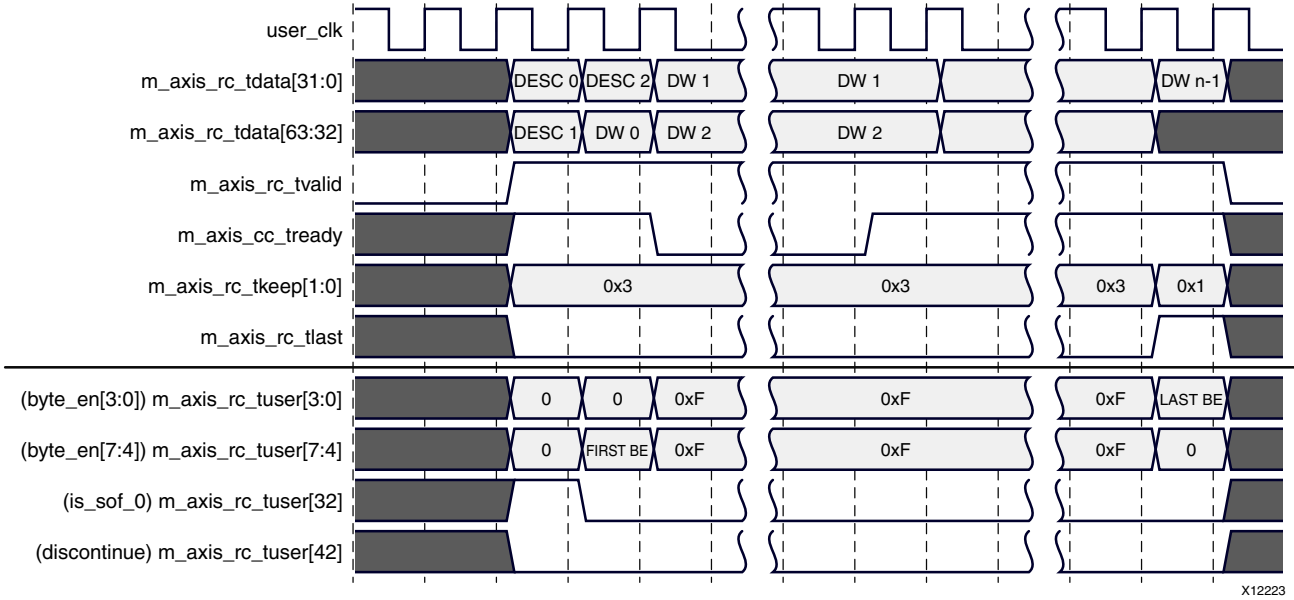 user_clk
m_axis_rc_tdata[31:0] DESC 0 DESC 2 DW 1 DW 1 DW n-1
m_axis_rc_tdata[63:32] DESC 1 DW 0 DW 2 DW 2
m_axis_rc_tvalid
m_axis_cc_tready
m_axis_rc_tkeep[1:0] 0x3 0x3 0x3 0x1
m_axis_rc_tlast
(byte_en[3:0]) m_axis_rc_tuser[3:0] 0 0 0xF 0xF 0xF LAST BE
(byte_en[7:4]) m_axis_rc_tuser[7:4] 0 FIRST BE 0xF 0xF 0xF 0
(is_sof_0) m_axis_rc_tuser[32]
(discontinue) m_axis_rc_tuser[42]
X12223